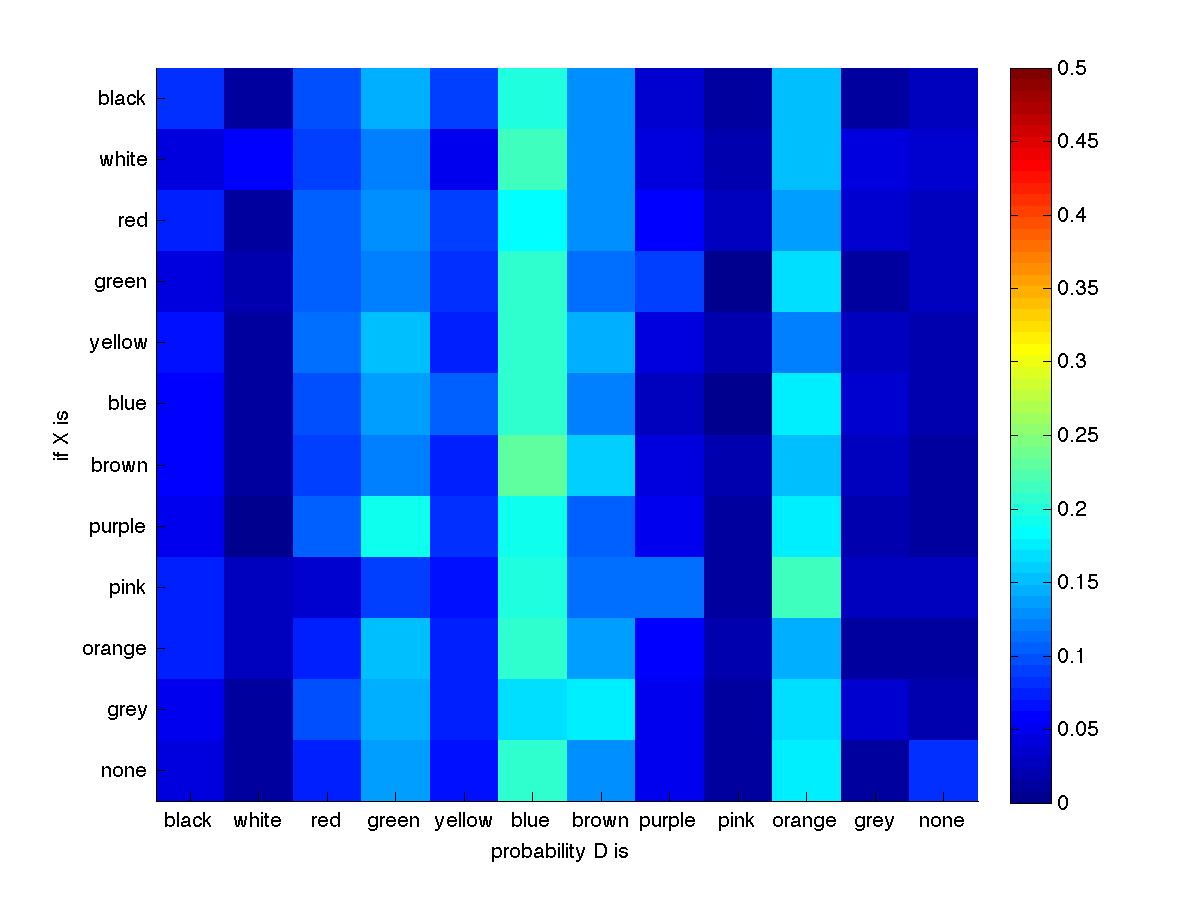 black
white
red
green
yellow
blue
brown
purple
pink
orange
grey
none
if X is
black white red green yellow blue brown purple pink orange grey none
probability D is
0.5
0.45
0.4
0.35
0.3
0.25
0.2
0.15
0.1
0.05
0